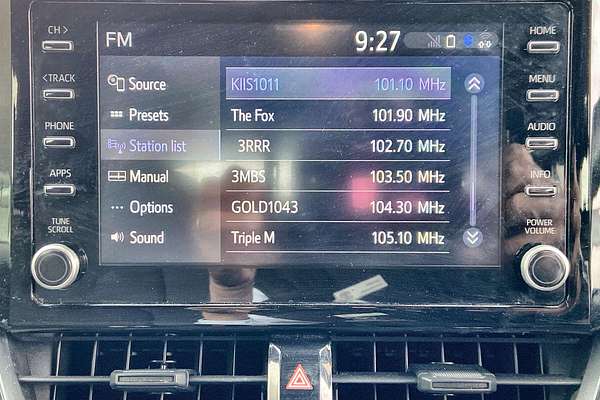 CH >
FM
9:27
HOME
< TRACK
Source
KIIS1011 101.10 MHz
MENU
Presets
The Fox 101.90 MHz
PHONE
Station list
3RRR 102.70 MHz
AUDIO
APPS
Manual
3MBS 103.50 MHz
INFO
Options
GOLD1043 104.30 MHz
TUNE
SCROLL
Sound
Triple M 105.10 MHz
POWER
VOLUME